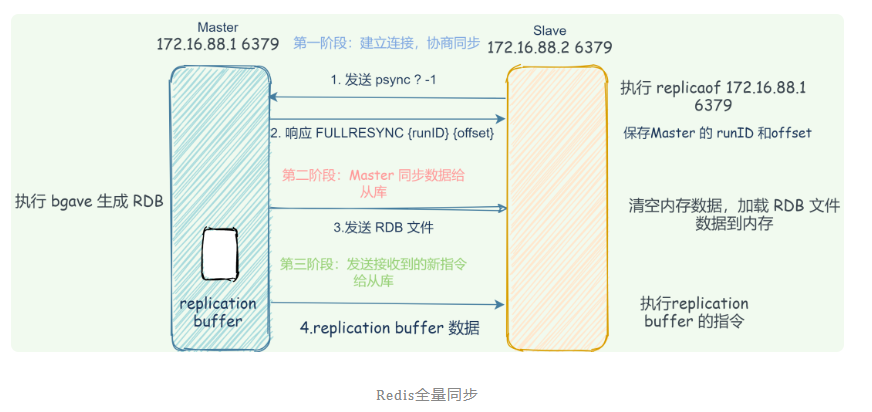 Master
172.16.88.1 6379
第一阶段：建立连接，协商同步
Slave
172.16.88.2 6379
1. 发送 psync ? -1
执行 replicaof 172.16.88.1
6379
2. 响应 FULLRESYNC {runID} {offset}
保存Master 的 runID 和offset
第二阶段：Master 同步数据给
从库
执行 bgave 生成 RDB
3.发送 RDB 文件
清空内存数据，加载 RDB 文件
数据到内存
第三阶段：发送接收到的新指令
给从库
replication
buffer
4.replication buffer 数据
执行replication
buffer 的指令
Redis全量同步